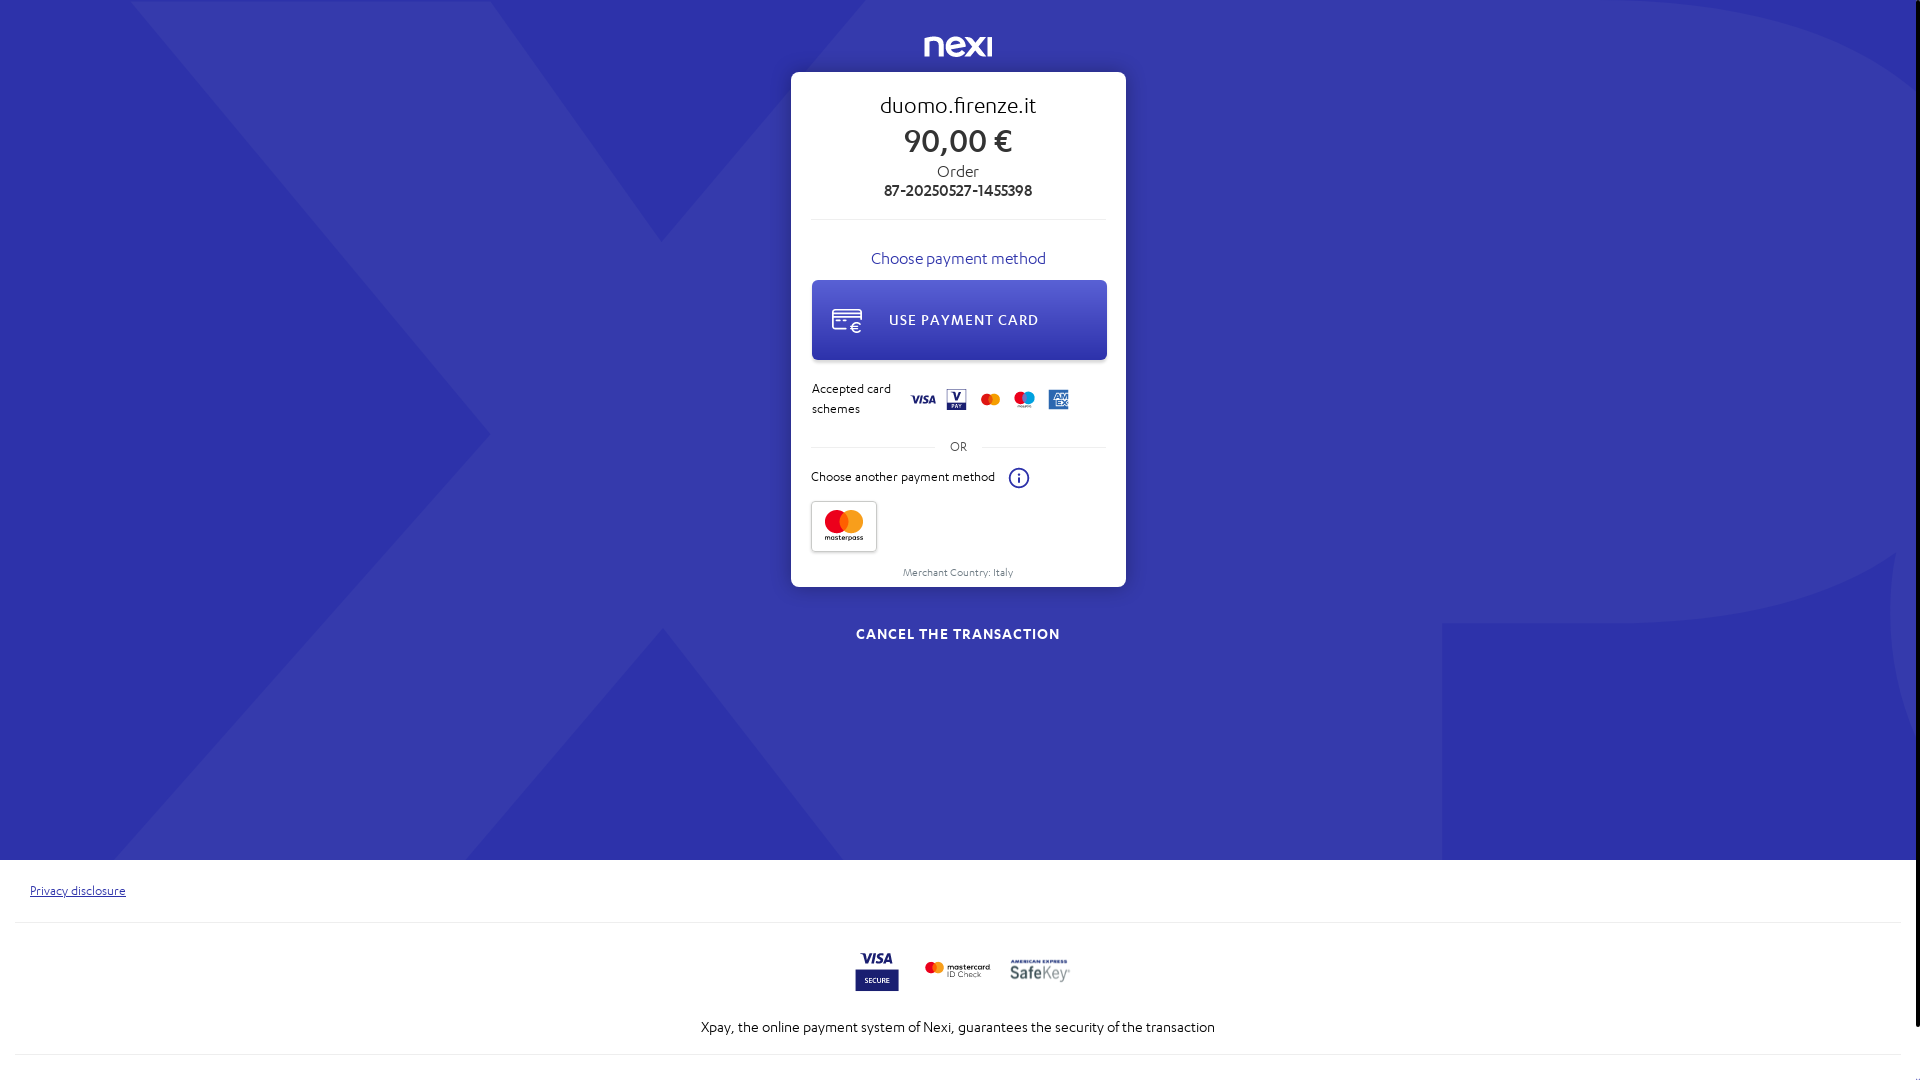 nexi
duomo.firenze.it
90,00 €
Order
87-20250527-1455398
Choose payment method
USE PAYMENT CARD
Accepted card
schemes
VISA V PAY AM EX
OR
Choose another payment method
masterpass
Merchant Country: Italy
CANCEL THE TRANSACTION
Privacy disclosure
VISA
SECURE
mastercard
ID Check
AMERICAN EXPRESS
SafeKey
Xpay, the online payment system of Nexi, guarantees the security of the transaction